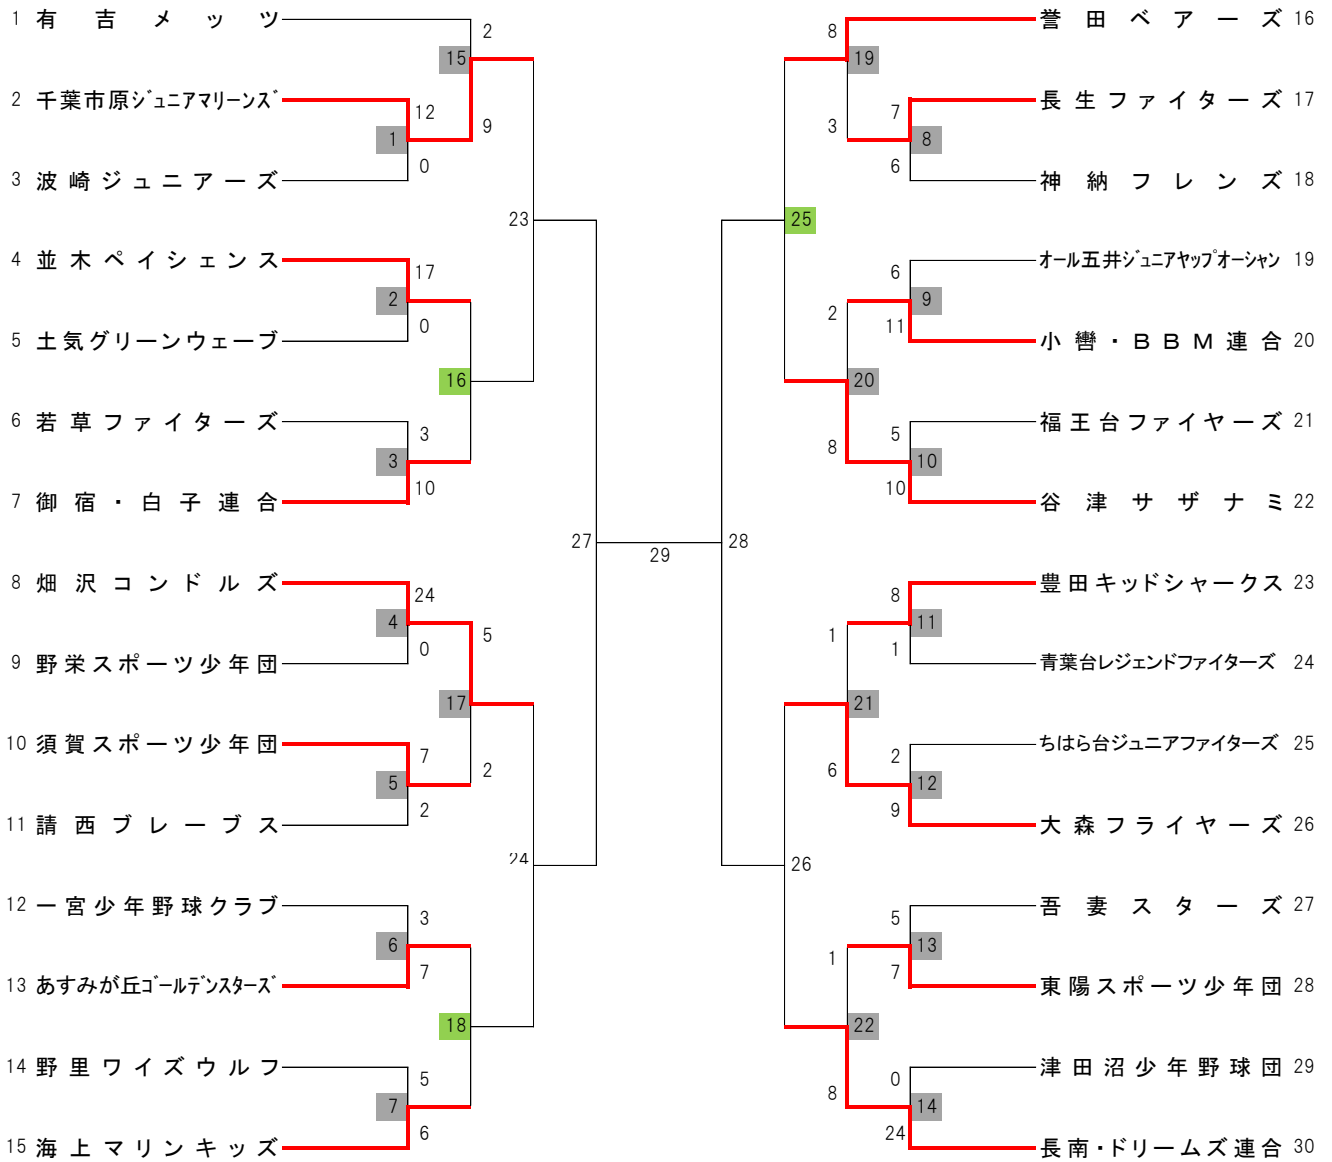 1 有吉メッツ
2
15
2 千葉市原ジュニアマリーンズ
12
1
9
0
3 波崎ジュニアーズ
23
4 並木ペイシェンス
17
2
0
5 土気グリーンウェーブ
16
6 若草ファイターズ
3
3
10
7 御宿・白子連合
27
8 畑沢コンドルズ
24
4
5
0
9 野栄スポーツ少年団
17
10 須賀スポーツ少年団
7
5
2
2
11 請西ブレーブス
24
12 一宮少年野球クラブ
3
6
7
13 あすみが丘ゴールデンスターズ
18
14 野里ワイズウルフ
5
7
6
15 海上マリンキッズ
29
誉田ベアーズ 16
8
19
長生ファイターズ 17
7
3
8
6
神納フレンズ 18
25
オール五井ジュニアヤップオーシャン 19
6
9
2
11
小轡・BBM連合 20
20
福王台ファイヤーズ 21
5
8
10
10
谷津サザナミ 22
28
豊田キッドシャークス 23
8
11
1
1
青葉台レジェンドファイターズ 24
21
ちはら台ジュニアファイターズ 25
2
6
12
9
大森フライヤーズ 26
26
吾妻スターズ 27
5
13
1
7
東陽スポーツ少年団 28
22
津田沼少年野球団 29
0
8
14
24
長南・ドリームズ連合 30